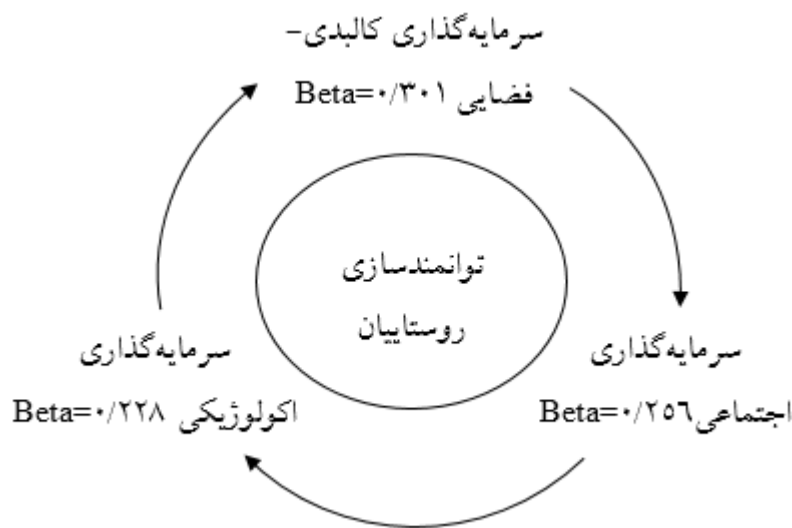 سرمایه‌گذاری کالبدی-
فضایی Beta=۰/۳۰۱
توانمندسازی
روستاییان
سرمایه‌گذاری
اجتماعی Beta=۰/۲۵۶
سرمایه‌گذاری
اکولوژیکی Beta=۰/۲۲۸